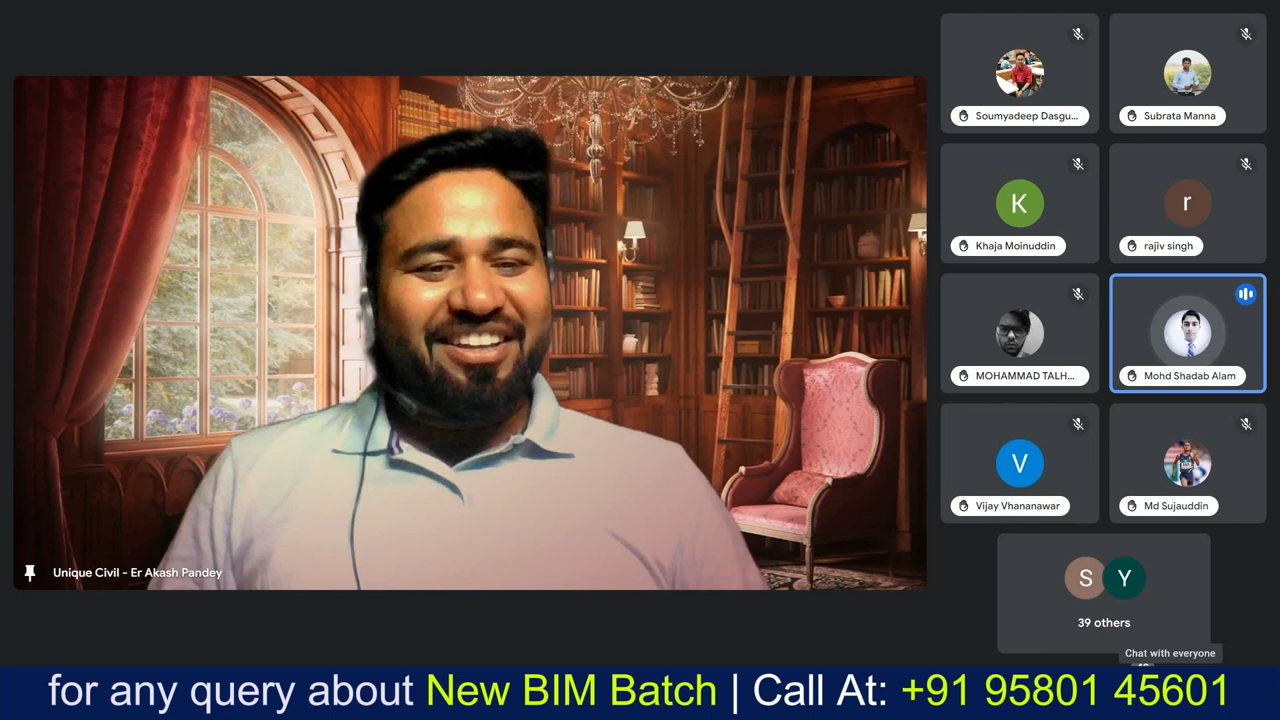 Soumyadeep Dasgu...
Subrata Manna
K
Khaja Moinuddin
r
rajiv singh
MOHAMMAD TALH...
Mohd Shadab Alam
V
Vijay Vhananawar
Md Sujauddin
Unique Civil - Er Akash Pandey
S Y
39 others
Chat with everyone
for any query about New BIM Batch | Call At: +91 95801 45601